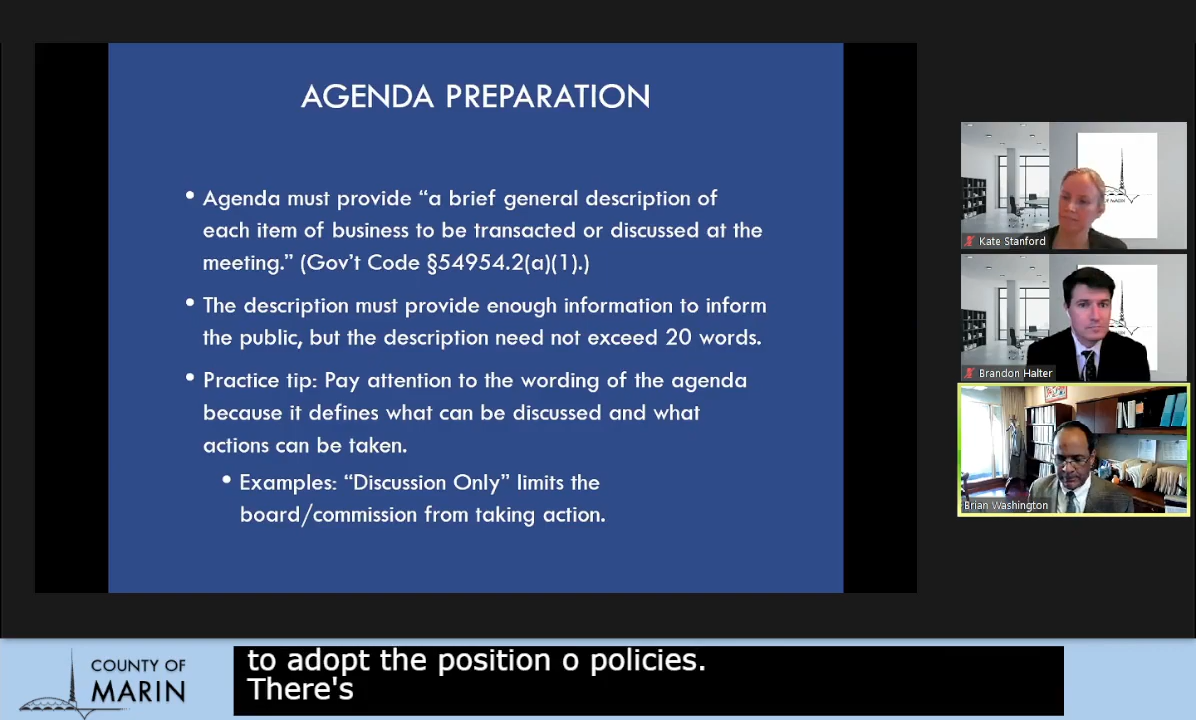 AGENDA PREPARATION
• Agenda must provide “a brief general description of
each item of business to be transacted or discussed at the
meeting.” (Gov’t Code §54954.2(a)(1).)
• The description must provide enough information to inform
the public, but the description need not exceed 20 words.
• Practice tip: Pay attention to the wording of the agenda
because it defines what can be discussed and what
actions can be taken.
• Examples: “Discussion Only” limits the
board/commission from taking action.
Kate Stanford
Brandon Halter
Brian Washington
COUNTY OF
MARIN
to adopt the position o policies.
There's